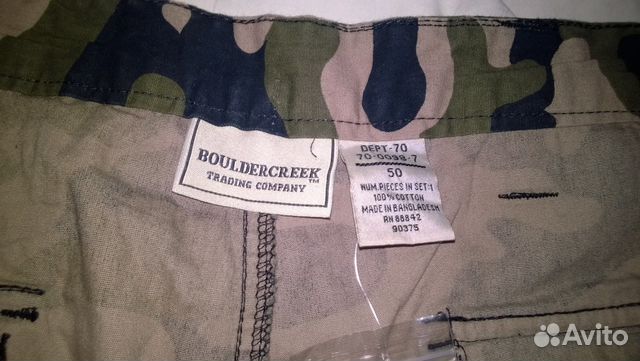 BOULDERCREEK
TRADING COMPANY™
DEPT-70
70-0098-7
50
NUM.PIECES IN SET:1
100% COTTON
MADE IN BANGLADESH
RN 88842
90375
Avito